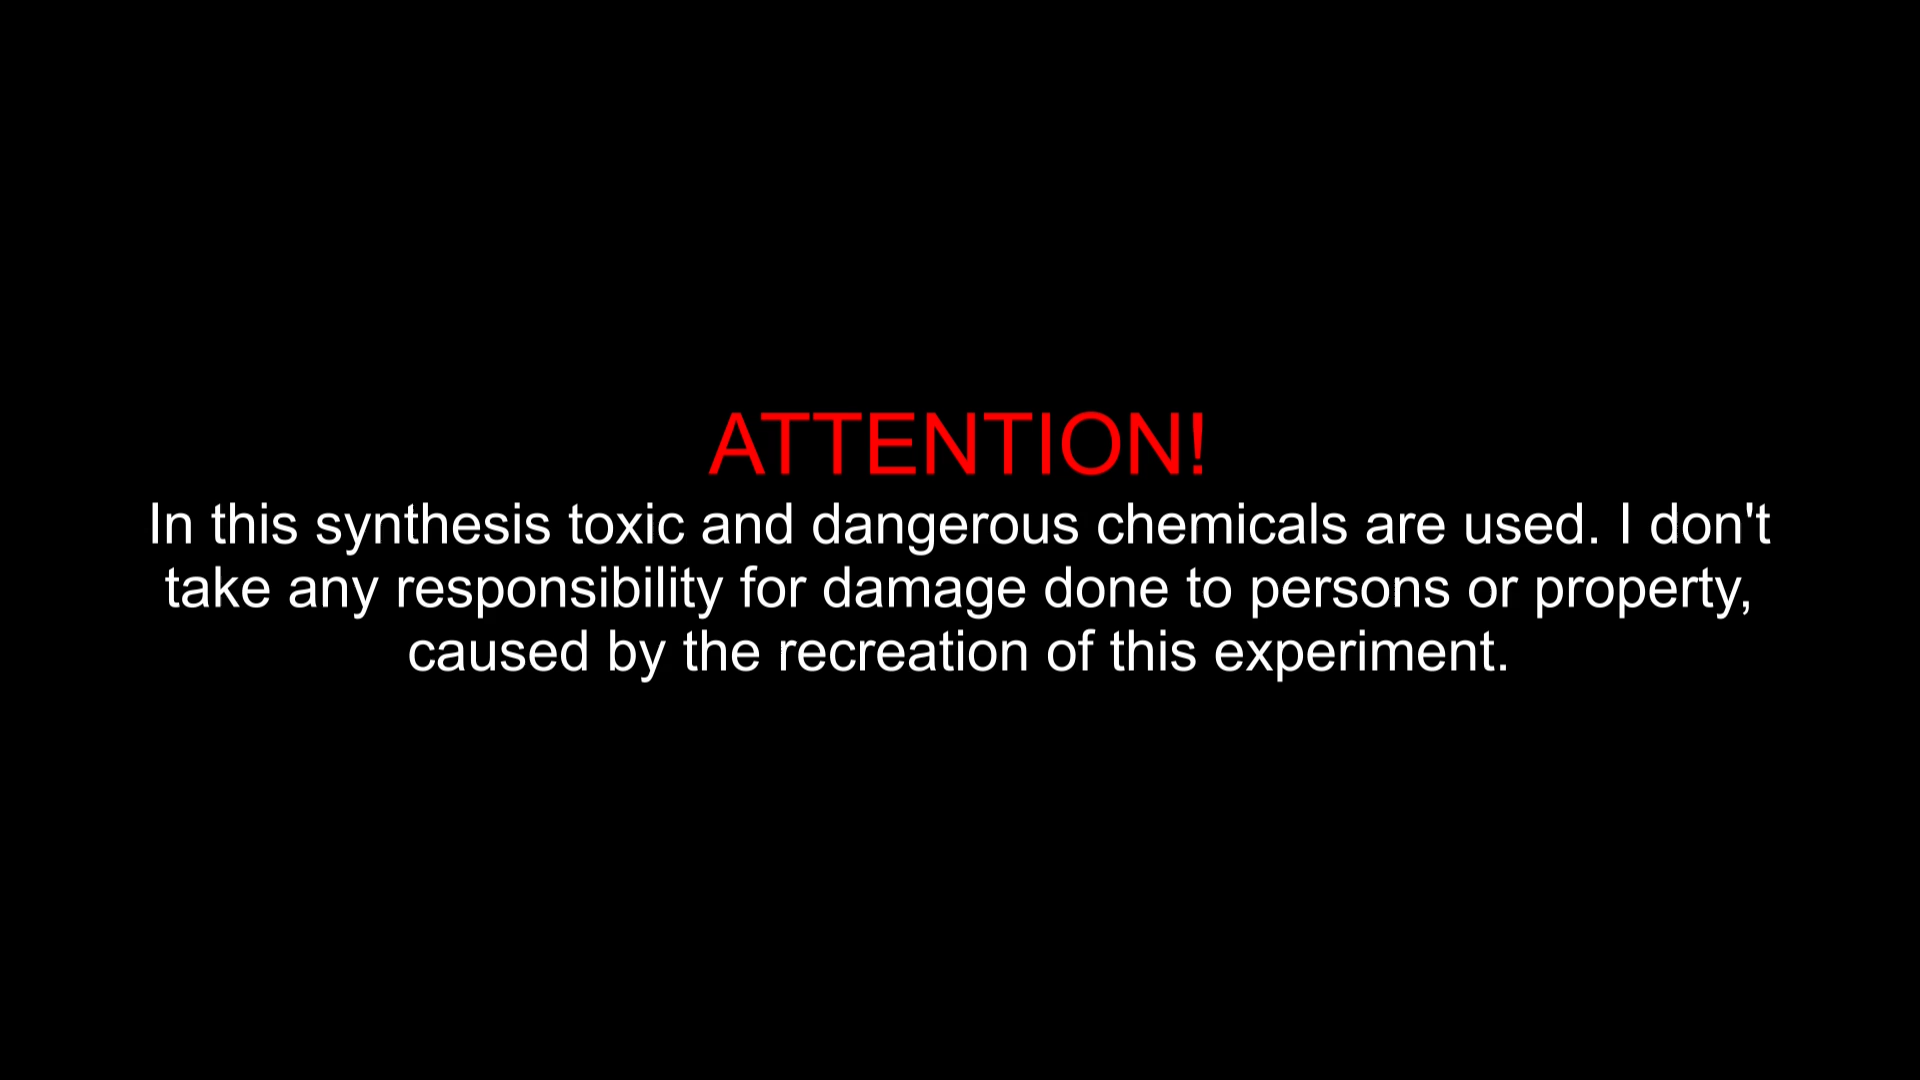 ATTENTION!
In this synthesis toxic and dangerous chemicals are used. I don't
take any responsibility for damage done to persons or property,
caused by the recreation of this experiment.